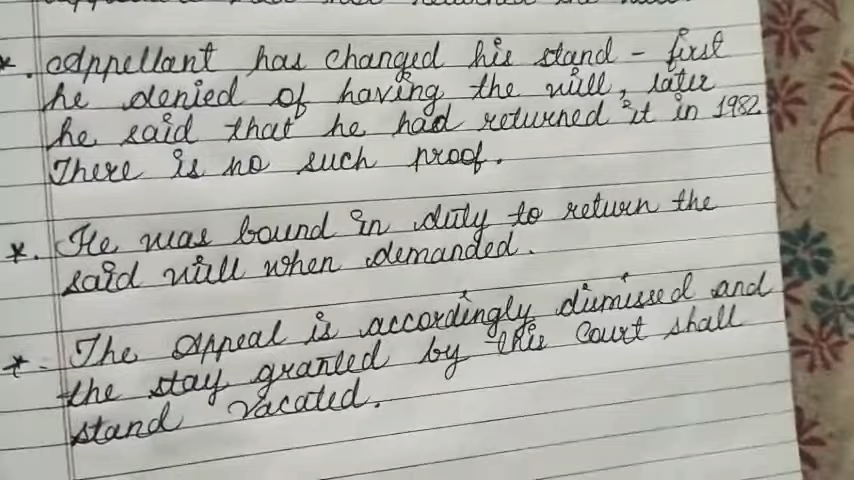 *. Appellant has changed his stand - first
he denied of having the will, later
he said that he had returned it in 1982.
There is no such proof.
*. He was bound in duty to return the
said will when demanded.
*. The appeal is accordingly dismissed and
the stay granted by this Court shall
stand vacated.